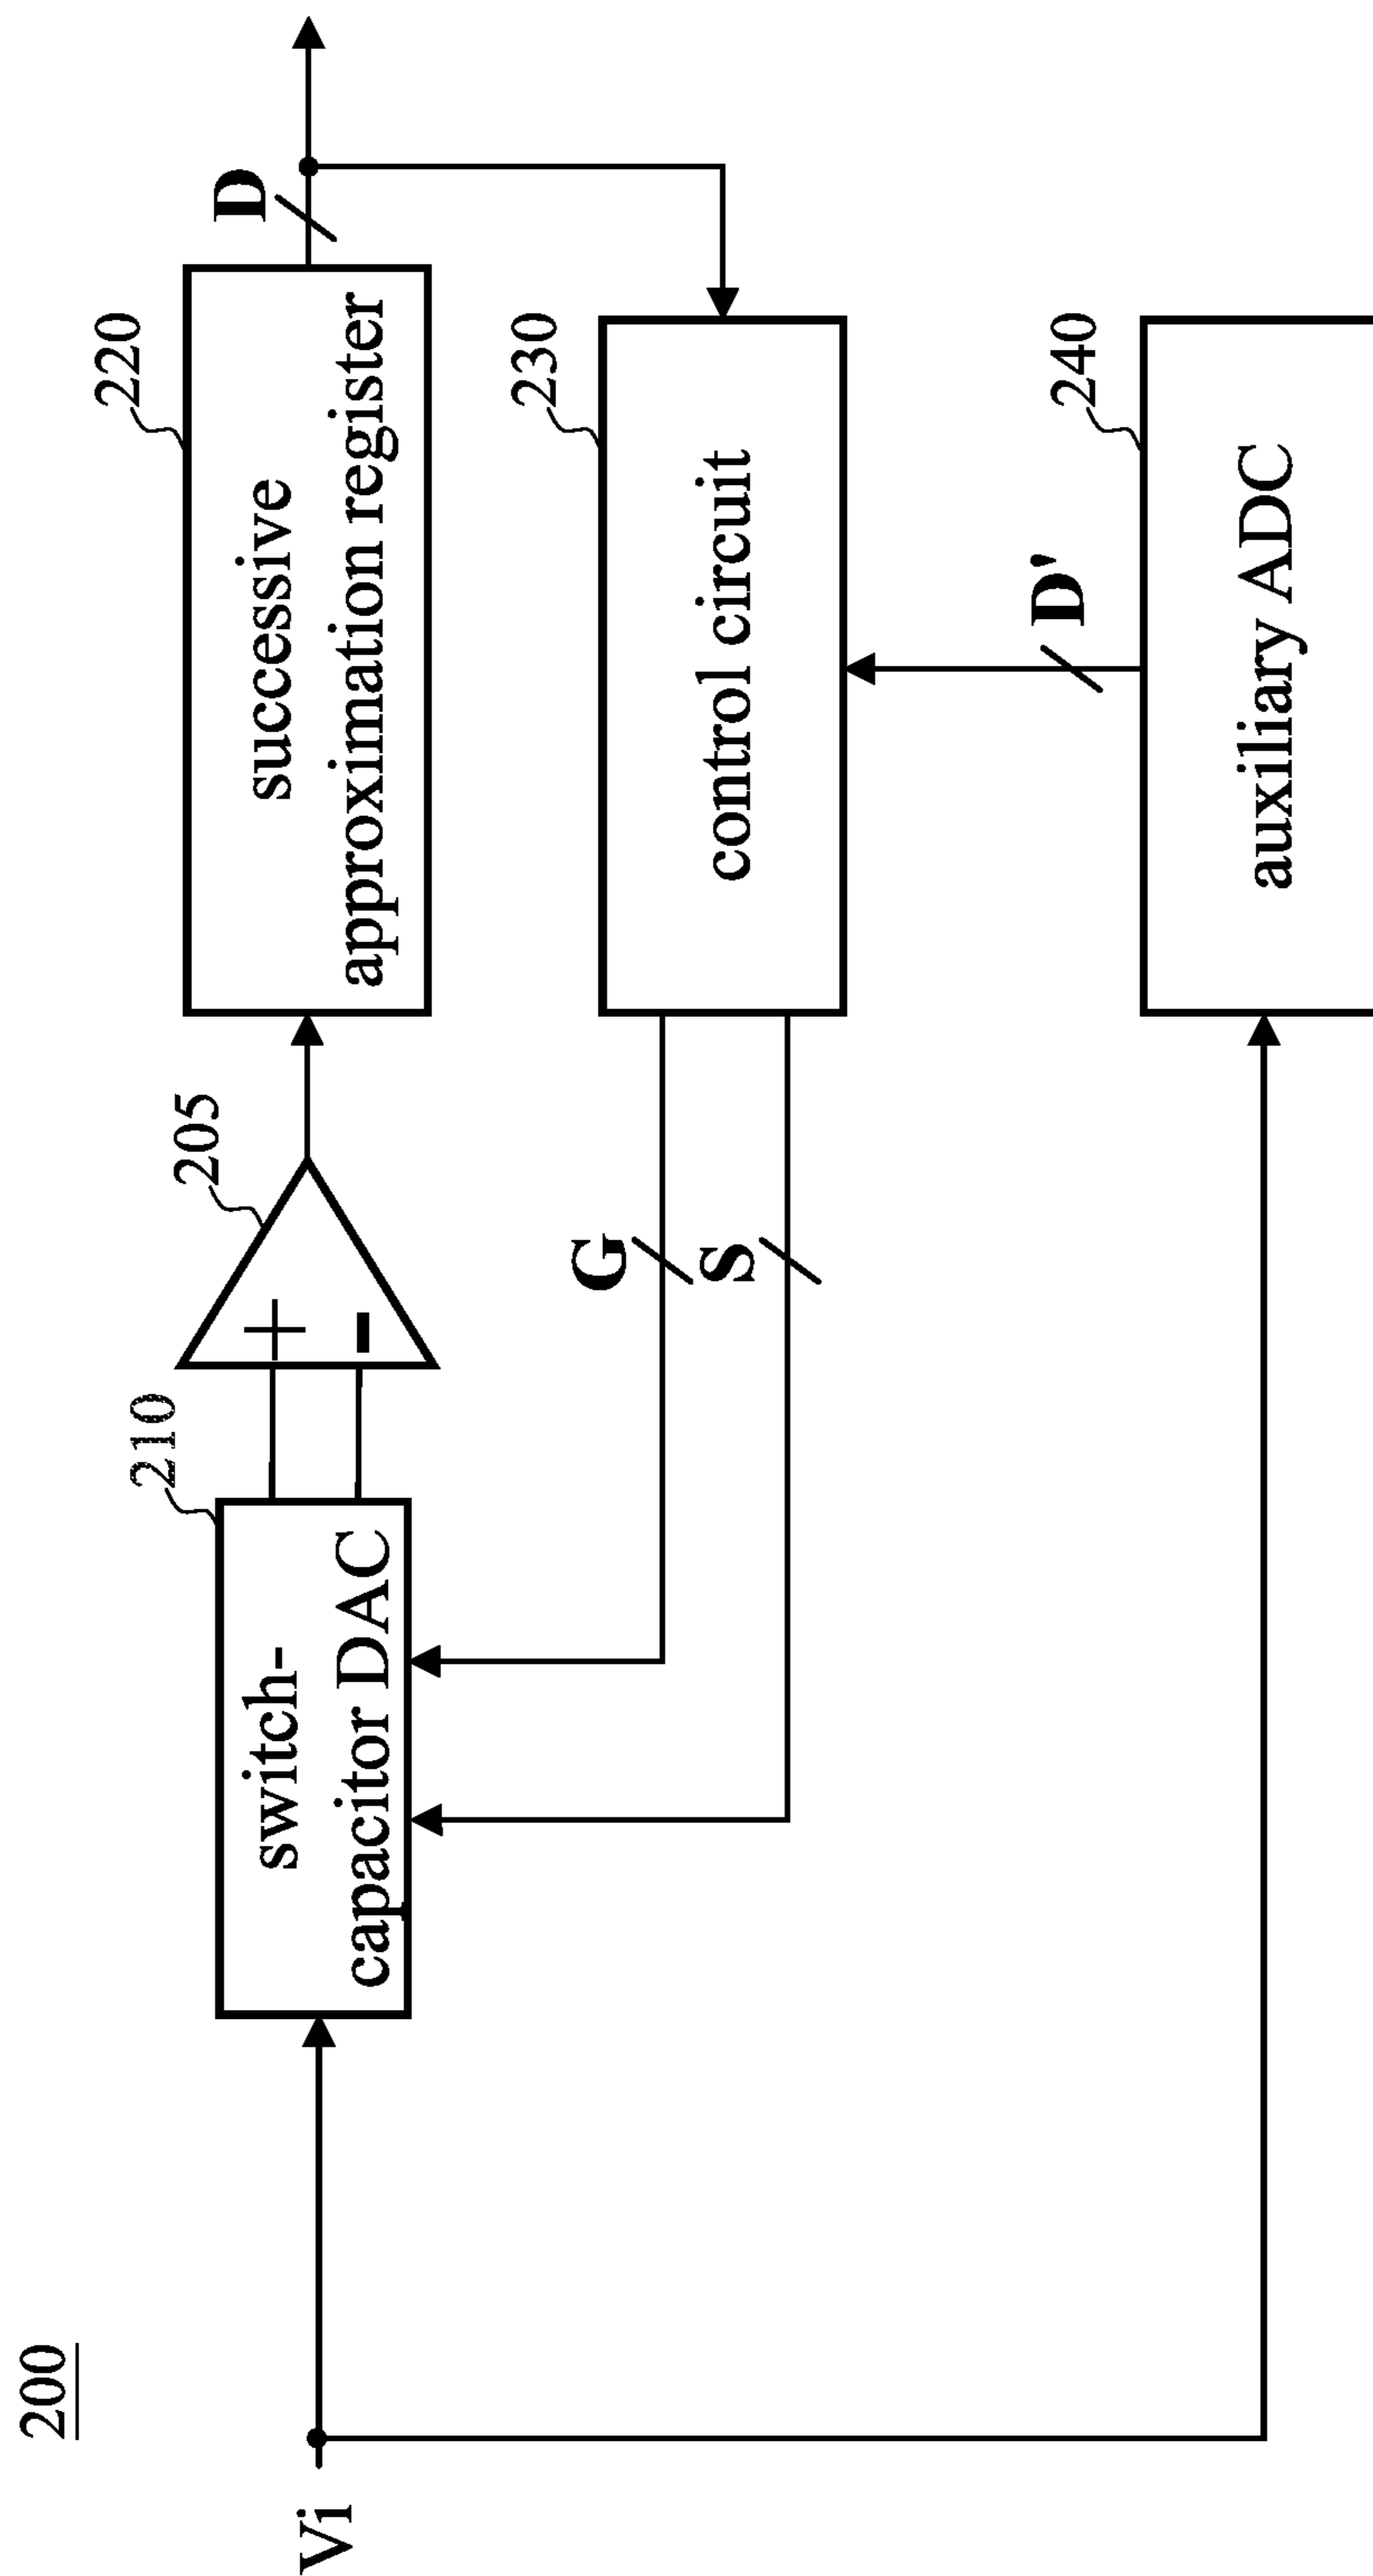 200
Vi
210
switch-
capacitor DAC
205
+
-
220
successive
approximation register
D
G
S
230
control circuit
D'
240
auxiliary ADC